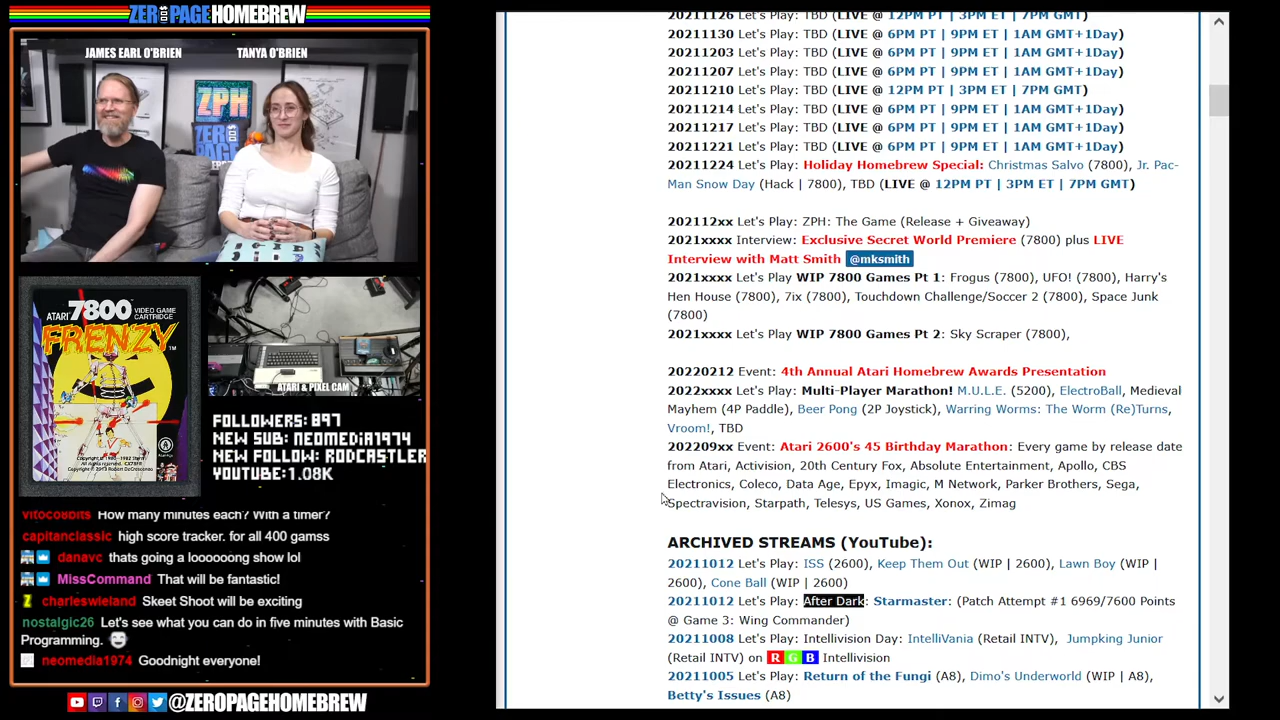 ZERO PAGE HOMEBREW
JAMES EARL O'BRIEN
TANYA O'BRIEN
ZPH
ATARI 7800 VIDEO GAME CARTRIDGE
FRENZY
ATARI & PIXEL CAM
FOLLOWERS: 897
NEW SUB: NEOMEDIA1974
NEW FOLLOW: RODCASTLER
YOUTUBE:1.08K
vitoco8bits How many minutes each? With a timer?
capitanclassic high score tracker. for all 400 gamss
danavc thats going a loooooong show lol
MissCommand That will be fantastic!
charleswieland Skeet Shoot will be exciting
nostalgic26 Let's see what you can do in five minutes with Basic
Programming.
neomedia1974 Goodnight everyone!
@ZEROPAGEHOMEBREW
20211126 Let's Play: TBD (LIVE @ 12PM PT | 3PM ET | 7PM GMT)
20211130 Let's Play: TBD (LIVE @ 6PM PT | 9PM ET | 1AM GMT+1Day)
20211203 Let's Play: TBD (LIVE @ 6PM PT | 9PM ET | 1AM GMT+1Day)
20211207 Let's Play: TBD (LIVE @ 6PM PT | 9PM ET | 1AM GMT+1Day)
20211210 Let's Play: TBD (LIVE @ 12PM PT | 3PM ET | 7PM GMT)
20211214 Let's Play: TBD (LIVE @ 6PM PT | 9PM ET | 1AM GMT+1Day)
20211217 Let's Play: TBD (LIVE @ 6PM PT | 9PM ET | 1AM GMT+1Day)
20211221 Let's Play: TBD (LIVE @ 6PM PT | 9PM ET | 1AM GMT+1Day)
20211224 Let's Play: Holiday Homebrew Special: Christmas Salvo (7800), Jr. Pac-
Man Snow Day (Hack | 7800), TBD (LIVE @ 12PM PT | 3PM ET | 7PM GMT)
202112xx Let's Play: ZPH: The Game (Release + Giveaway)
2021xxxx Interview: Exclusive Secret World Premiere (7800) plus LIVE
Interview with Matt Smith @mksmith
2021xxxx Let's Play WIP 7800 Games Pt 1: Frogus (7800), UFO! (7800), Harry's
Hen House (7800), 7ix (7800), Touchdown Challenge/Soccer 2 (7800), Space Junk
(7800)
2021xxxx Let's Play WIP 7800 Games Pt 2: Sky Scraper (7800),
20220212 Event: 4th Annual Atari Homebrew Awards Presentation
2022xxxx Let's Play: Multi-Player Marathon! M.U.L.E. (5200), ElectroBall, Medieval
Mayhem (4P Paddle), Beer Pong (2P Joystick), Warring Worms: The Worm (Re)Turns,
Vroom!, TBD
202209xx Event: Atari 2600's 45 Birthday Marathon: Every game by release date
from Atari, Activision, 20th Century Fox, Absolute Entertainment, Apollo, CBS
Electronics, Coleco, Data Age, Epyx, Imagic, M Network, Parker Brothers, Sega,
Spectravision, Starpath, Telesys, US Games, Xonox, Zimag
ARCHIVED STREAMS (YouTube):
20211012 Let's Play: ISS (2600), Keep Them Out (WIP | 2600), Lawn Boy (WIP |
2600), Cone Ball (WIP | 2600)
20211012 Let's Play: After Dark: Starmaster: (Patch Attempt #1 6969/7600 Points
@ Game 3: Wing Commander)
20211008 Let's Play: Intellivision Day: IntelliVania (Retail INTV), Jumpking Junior
(Retail INTV) on R G B Intellivision
20211005 Let's Play: Return of the Fungi (A8), Dimo's Underworld (WIP | A8),
Betty's Issues (A8)